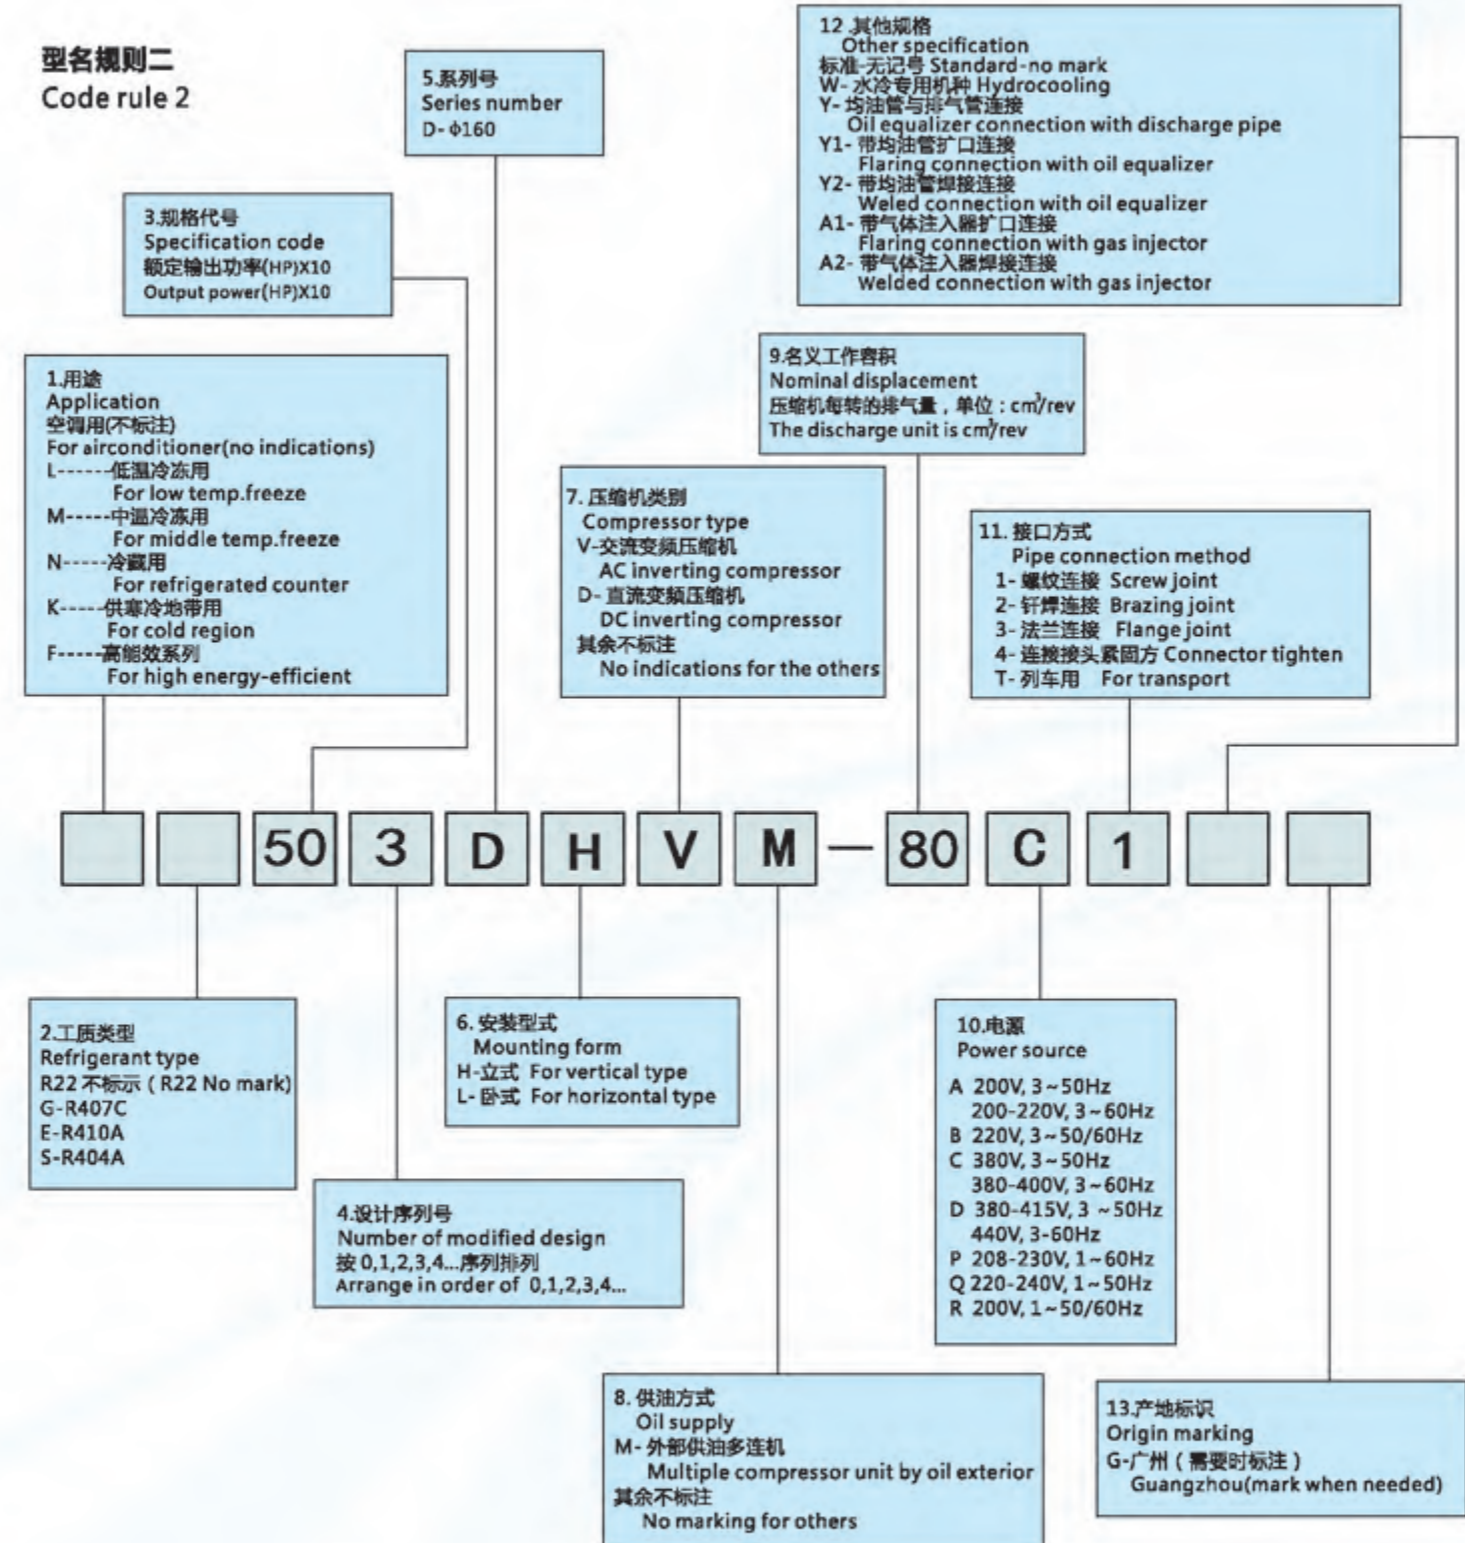 型名规则二
Code rule 2
5.系列号
Series number
D- Φ160
12.其他规格
Other specification
标准-无记号 Standard-no mark
W- 水冷专用机种 Hydrocooling
Y- 均油管与排气管连接
Oil equalizer connection with discharge pipe
Y1- 带均油管扩口连接
Flaring connection with oil equalizer
Y2- 带均油管焊接连接
Weled connection with oil equalizer
A1- 带气体注入器扩口连接
Flaring connection with gas injector
A2- 带气体注入器焊接连接
Welded connection with gas injector
3.规格代号
Specification code
额定输出功率(HP)X10
Output power(HP)X10
1.用途
Application
空调用(不标注)
For airconditioner(no indications)
L------低温冷冻用
For low temp.freeze
M-----中温冷冻用
For middle temp.freeze
N-----冷藏用
For refrigerated counter
K-----供寒冷地带用
For cold region
F-----高能效系列
For high energy-efficient
9.名义工作容积
Nominal displacement
压缩机每转的排气量，单位：cm³/rev
The discharge unit is cm³/rev
7. 压缩机类别
Compressor type
V-交流变频压缩机
AC inverting compressor
D- 直流变频压缩机
DC inverting compressor
其余不标注
No indications for the others
11. 接口方式
Pipe connection method
1- 螺纹连接 Screw joint
2- 钎焊连接 Brazing joint
3- 法兰连接 Flange joint
4- 连接接头紧固方 Connector tighten
T- 列车用 For transport
50 3 D H V M — 80 C 1
2.工质类型
Refrigerant type
R22 不标示（R22 No mark)
G-R407C
E-R410A
S-R404A
6. 安装型式
Mounting form
H-立式 For vertical type
L- 卧式 For horizontal type
4.设计序列号
Number of modified design
按 0,1,2,3,4...序列排列
Arrange in order of 0,1,2,3,4...
10.电源
Power source
A 200V, 3~50Hz
200-220V, 3~60Hz
B 220V, 3~50/60Hz
C 380V, 3~50Hz
380-400V, 3~60Hz
D 380-415V, 3 ~50Hz
440V, 3-60Hz
P 208-230V, 1~60Hz
Q 220-240V, 1~50Hz
R 200V, 1~50/60Hz
8. 供油方式
Oil supply
M- 外部供油多连机
Multiple compressor unit by oil exterior
其余不标注
No marking for others
13.产地标识
Origin marking
G-广州（需要时标注）
Guangzhou(mark when needed)